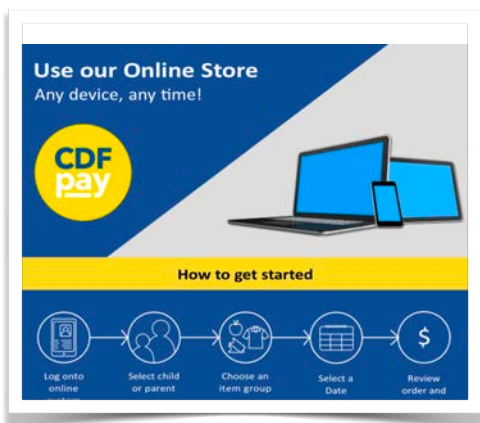 Use our Online Store
Any device, any time!
CDF
pay
How to get started
Log onto
online
Select child
or parent
Choose an
item group
Select a
Date
$
Review
order and